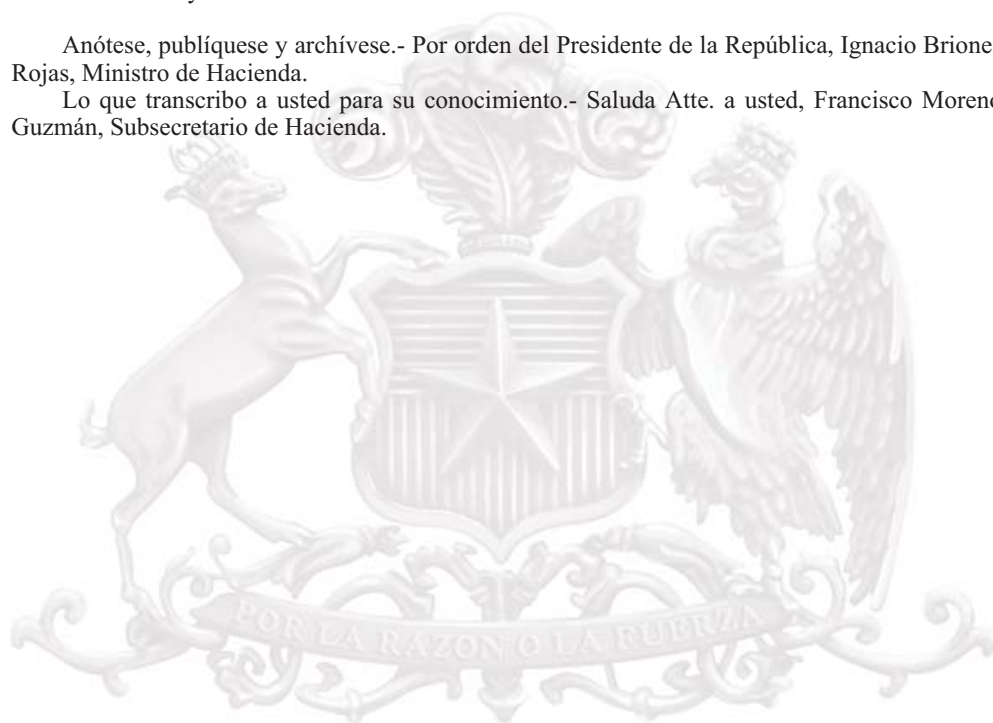 Anótese, publíquese y archívese.- Por orden del Presidente de la República, Ignacio Brione
Rojas, Ministro de Hacienda.
Lo que transcribo a usted para su conocimiento.- Saluda Atte. a usted, Francisco Moreno
Guzmán, Subsecretario de Hacienda.
POR LA RAZON O LA FUERZA